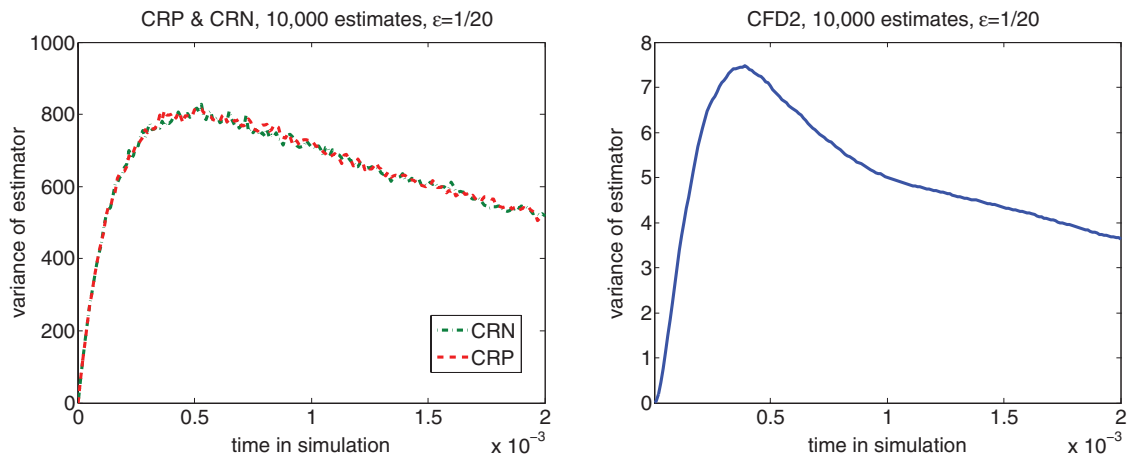 CRP & CRN, 10,000 estimates, ε=1/20
1000
800
600
400
200
0
variance of estimator
CRN
CRP
0
0.5
1
1.5
2
x 10⁻³
time in simulation
CFD2, 10,000 estimates, ε=1/20
8
7
6
5
4
3
2
1
0
variance of estimator
0.5
1
1.5
2
x 10⁻³
time in simulation